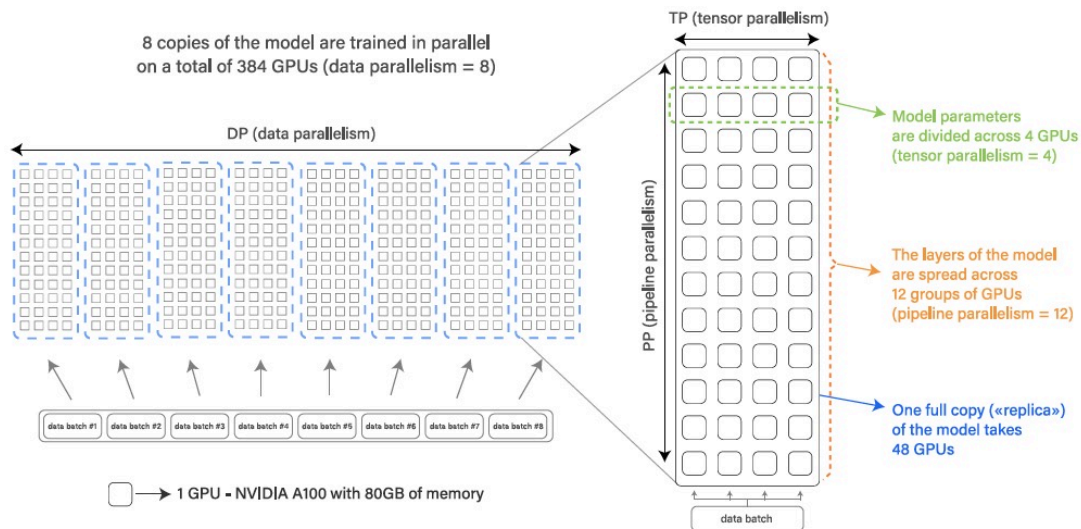 8 copies of the model are trained in parallel
on a total of 384 GPUs (data parallelism = 8)
DP (data parallelism)
data batch #1
data batch #2
data batch #3
data batch #4
data batch #5
data batch #6
data batch #7
data batch #8
1 GPU - NVIDIA A100 with 80GB of memory
TP (tensor parallelism)
PP (pipeline parallelism)
Model parameters
are divided across 4 GPUs
(tensor parallelism = 4)
The layers of the model
are spread across
12 groups of GPUs
(pipeline parallelism = 12)
One full copy («replica»)
of the model takes
48 GPUs
data batch